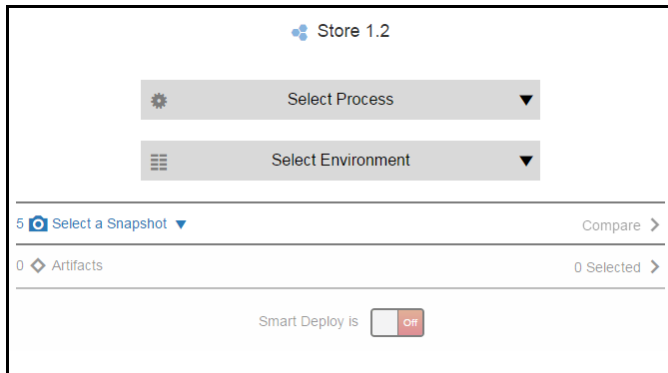 Store 1.2
Select Process
Select Environment
5 Select a Snapshot
Compare
0 Artifacts
0 Selected
Smart Deploy is Off